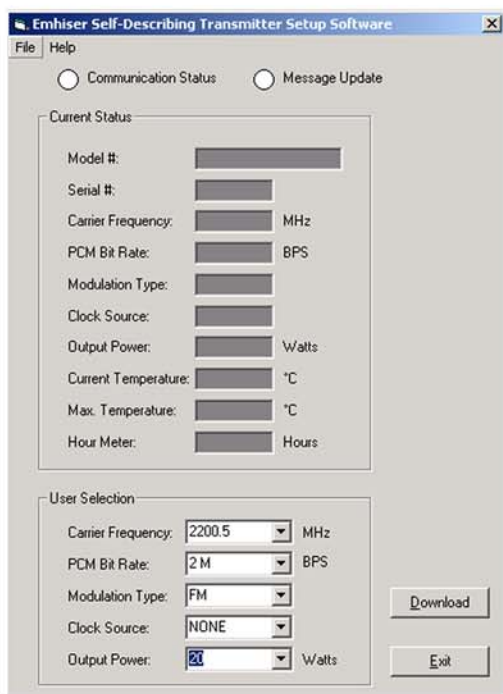 Emhiser Self-Describing Transmitter Setup Software
File Help
Communication Status Message Update
Current Status
Model #:
Serial #:
Carrier Frequency: MHz
PCM Bit Rate: BPS
Modulation Type:
Clock Source:
Output Power: Watts
Current Temperature: °C
Max. Temperature: °C
Hour Meter: Hours
User Selection
Carrier Frequency: 2200.5 MHz
PCM Bit Rate: 2 M BPS
Modulation Type: FM
Download
Clock Source: NONE
Output Power: 20 Watts
Exit